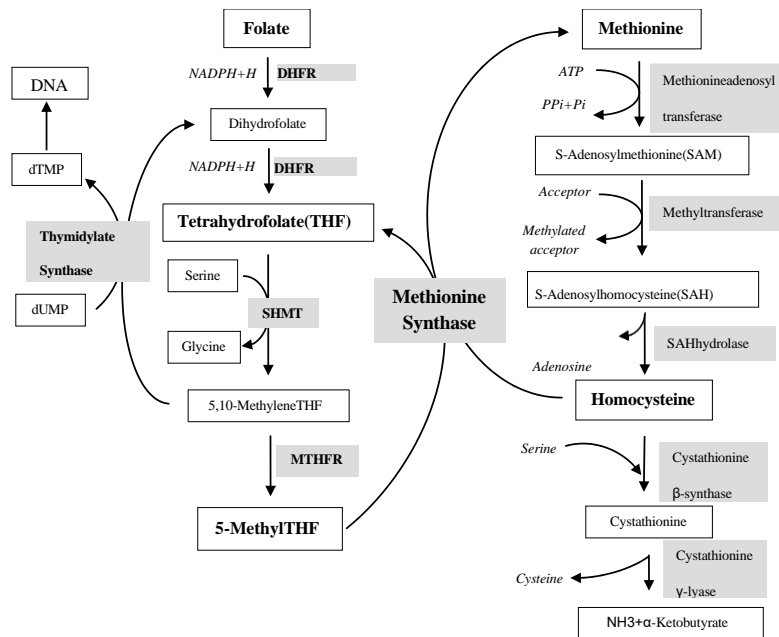 Folate
NADPH+H
DHFR
Dihydrofolate
NADPH+H
DHFR
Tetrahydrofolate(THF)
Serine
SHMT
Glycine
5,10-MethyleneTHF
MTHFR
5-MethylTHF
DNA
dTMP
Thymidylate
Synthase
dUMP
Methionine
Synthase
Methionine
ATP
PPi+Pi
Methionineadenosyl
transferase
S-Adenosylmethionine(SAM)
Acceptor
Methylated
acceptor
Methyltransferase
S-Adenosylhomocysteine(SAH)
SAHhydrolase
Adenosine
Homocysteine
Serine
Cystathionine
β-synthase
Cystathionine
Cysteine
Cystathionine
γ-lyase
NH3+α-Ketobutyrate